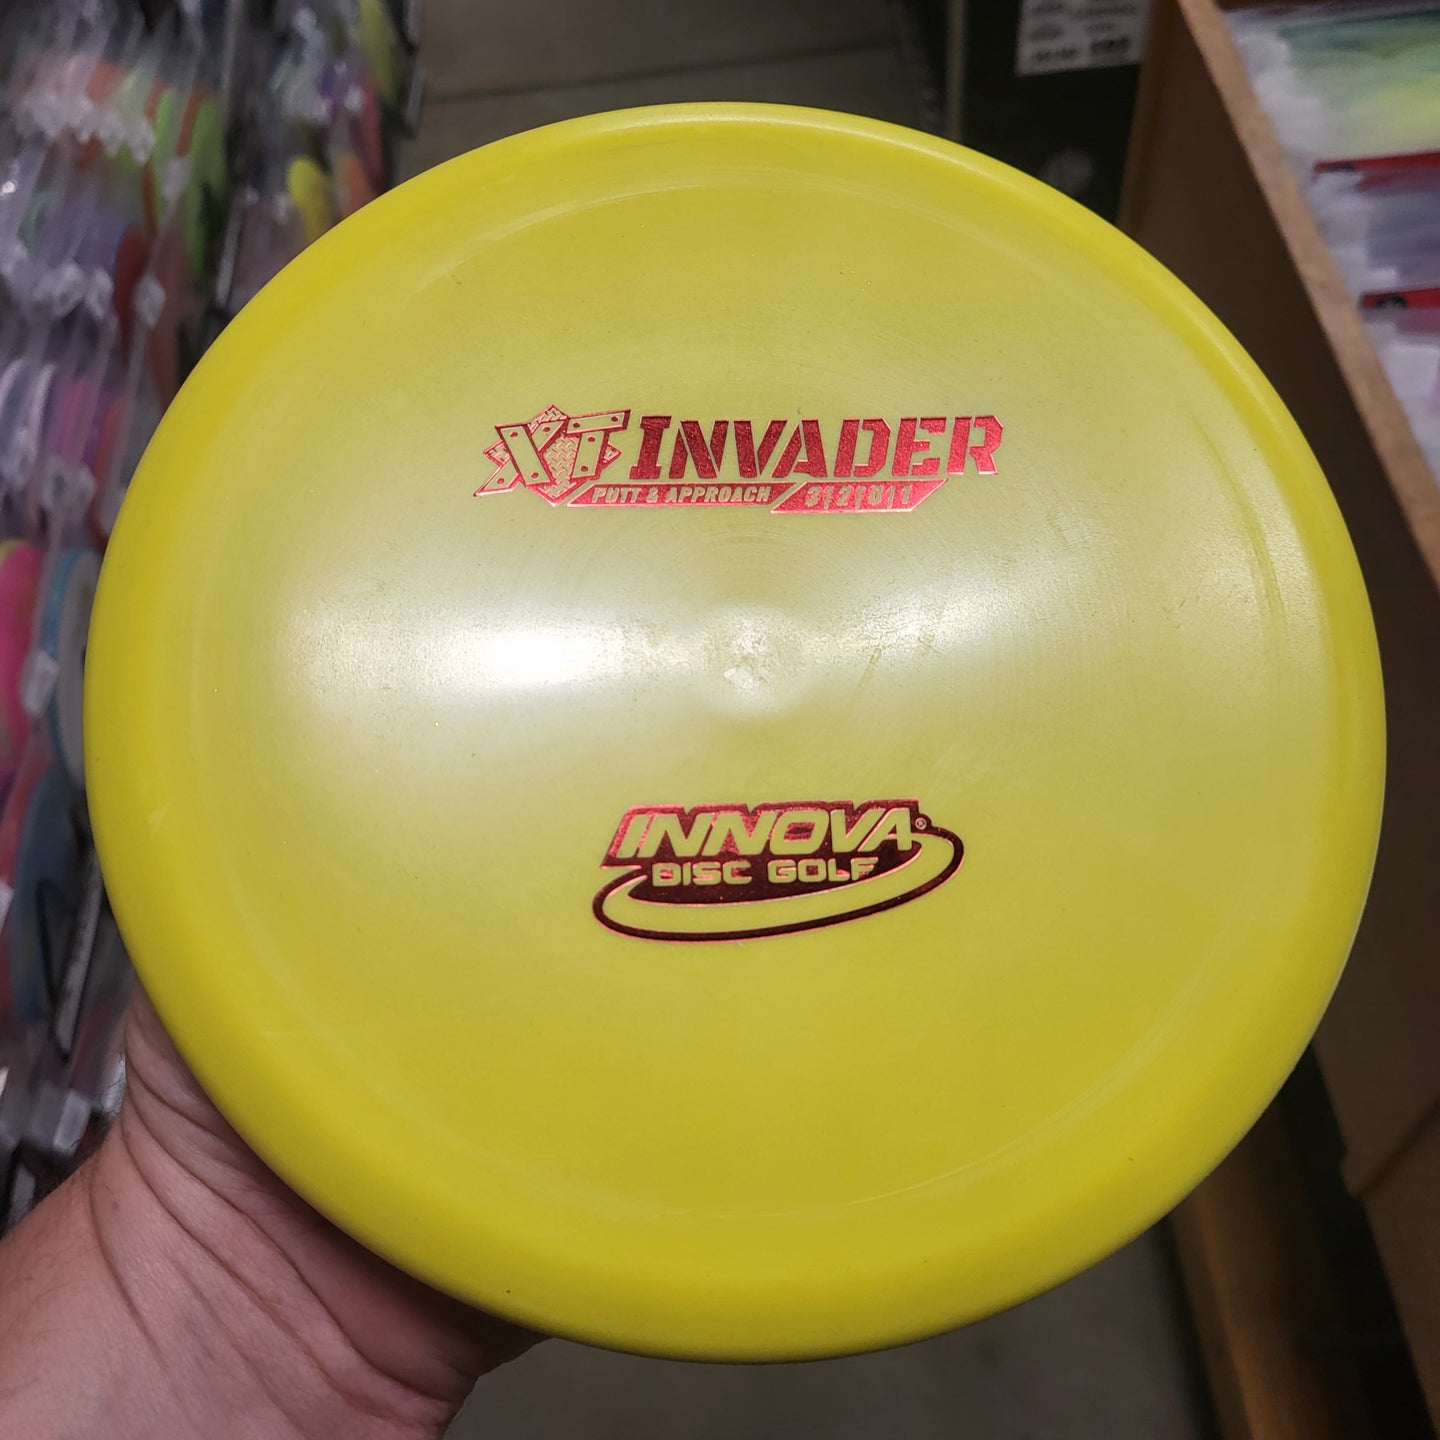 XT INVADER
PUTT & APPROACH 3|2|0|1
INNOVA®
DISC GOLF